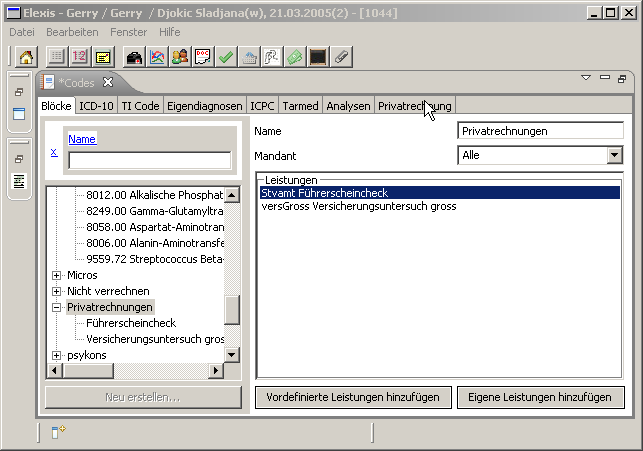 Elexis - Gerry / Gerry / Djokic Sladjana(w), 21.03.2005(2) - [1044]
Datei Bearbeiten Fenster Hilfe
*Codes
Blöcke ICD-10 TI Code Eigendiagnosen ICPC Tarmed Analysen Privatrechnung
x Name
Name Privatrechnungen
Mandant Alle
Leistungen
Stvamt Führerscheincheck
versGross Versicherungsuntersuch gross
8012.00 Alkalische Phosphat
8249.00 Gamma-Glutamyltra
8058.00 Aspartat-Aminotran
8006.00 Alanin-Aminotransfe
9559.72 Streptococcus Beta-
Micros
Nicht verrechnen
Privatrechnungen
Führerscheincheck
Versicherungsuntersuch gros
psykons
Neu erstellen...
Vordefinierte Leistungen hinzufügen Eigene Leistungen hinzufügen